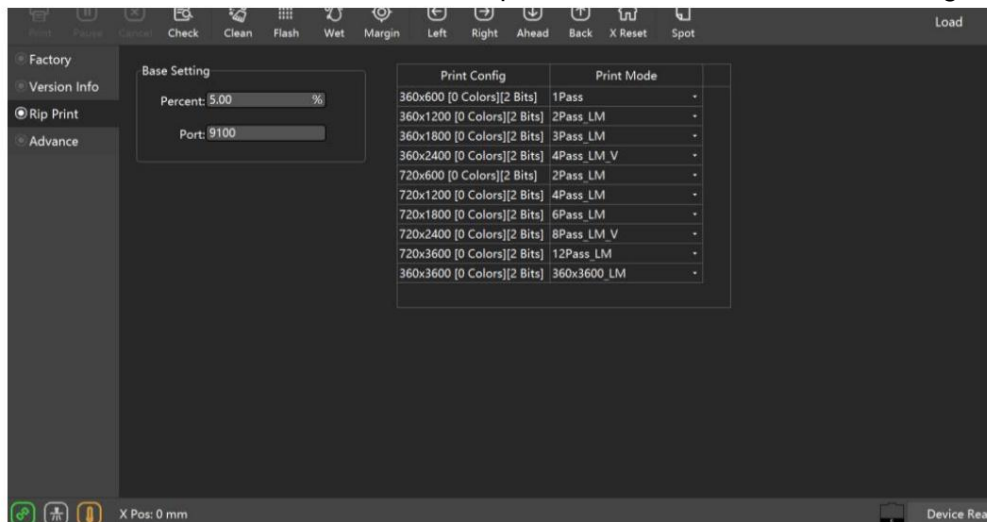 Print Pause Cancel Check Clean Flash Wet Margin Left Right Ahead Back X Reset Spot
Load
Factory
Version Info
Rip Print
Advance
Base Setting
Percent: 5.00 %
Port: 9100
Print Config Print Mode
360x600 [0 Colors][2 Bits] 1Pass
360x1200 [0 Colors][2 Bits] 2Pass_LM
360x1800 [0 Colors][2 Bits] 3Pass_LM
360x2400 [0 Colors][2 Bits] 4Pass_LM_V
720x600 [0 Colors][2 Bits] 2Pass_LM
720x1200 [0 Colors][2 Bits] 4Pass_LM
720x1800 [0 Colors][2 Bits] 6Pass_LM
720x2400 [0 Colors][2 Bits] 8Pass_LM_V
720x3600 [0 Colors][2 Bits] 12Pass_LM
360x3600 [0 Colors][2 Bits] 360x3600_LM
X Pos: 0 mm
Device Rea